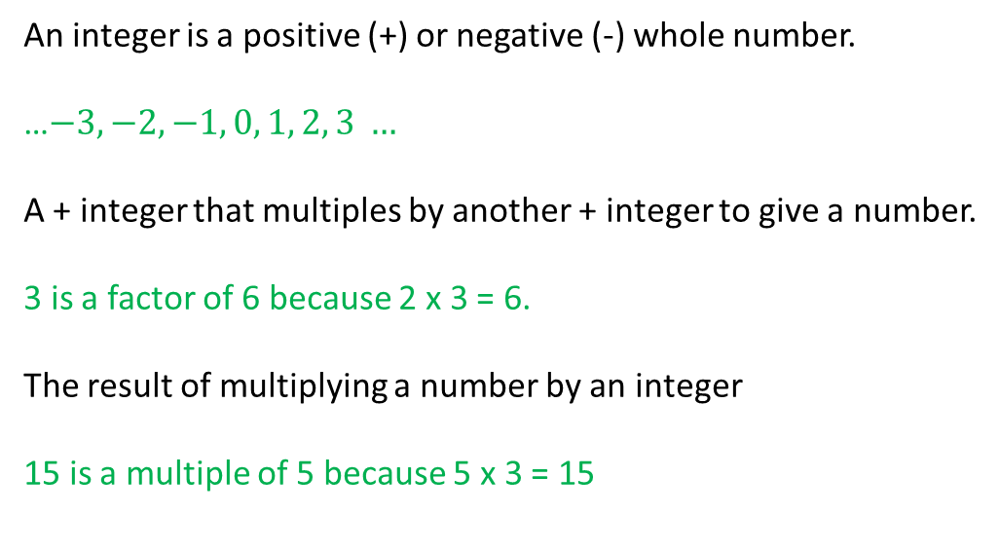 An integer is a positive (+) or negative (-) whole number.
…−3, −2, −1, 0, 1, 2, 3 …
A + integer that multiples by another + integer to give a number.
3 is a factor of 6 because 2 x 3 = 6.
The result of multiplying a number by an integer
15 is a multiple of 5 because 5 x 3 = 15